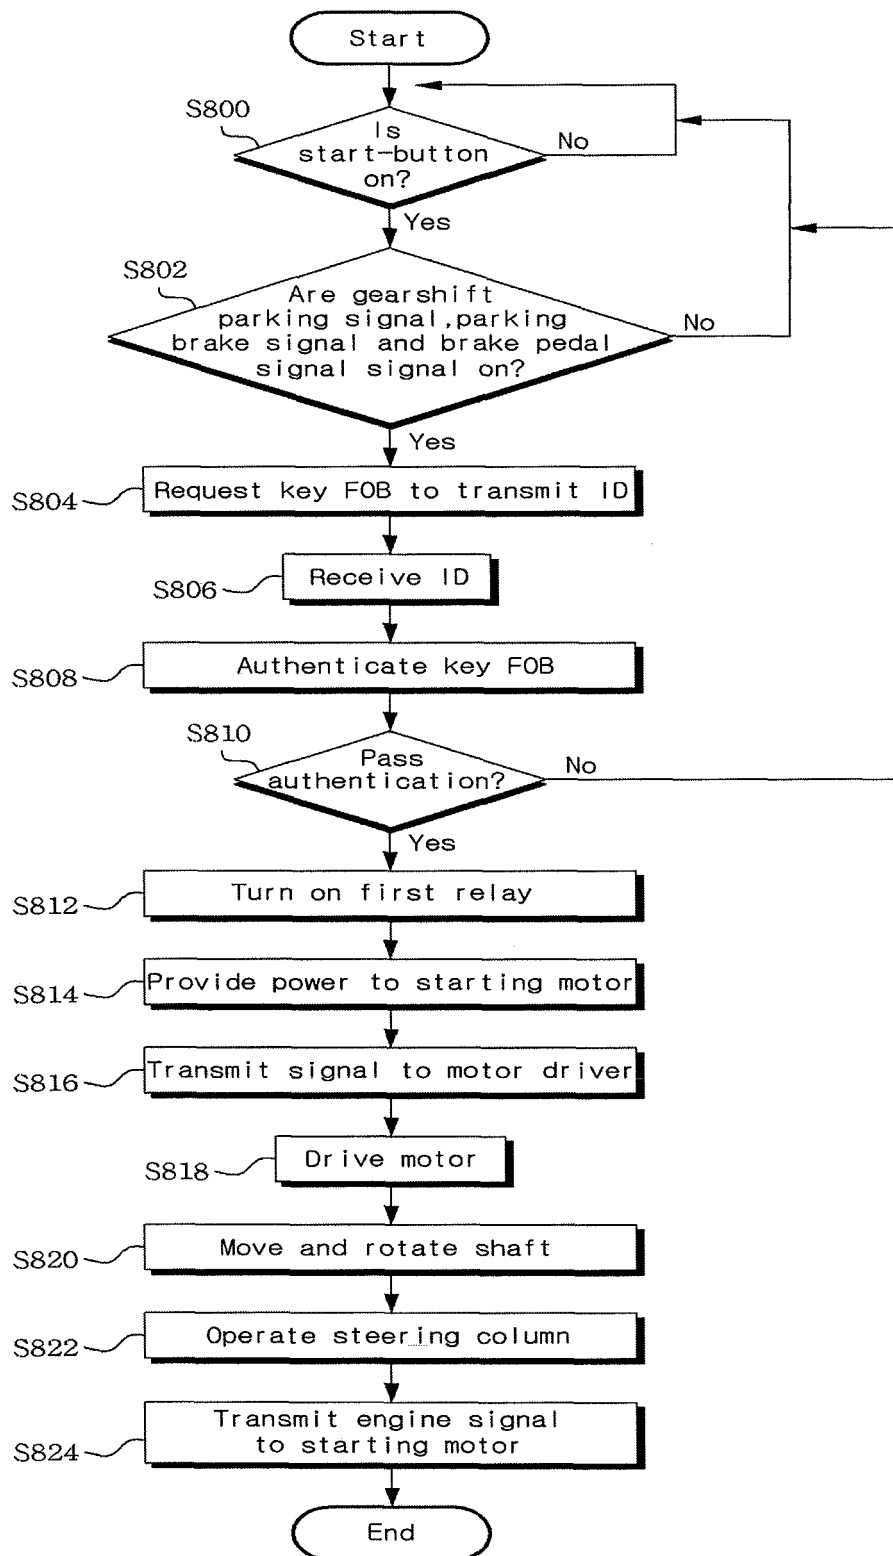 Start
S800
Is
start-button
on?
No
Yes
S802
Are gearshift
parking signal,parking
brake signal and brake pedal
signal signal on?
No
Yes
S804
Request key FOB to transmit ID
S806
Receive ID
S808
Authenticate key FOB
S810
Pass
authentication?
No
Yes
S812
Turn on first relay
S814
Provide power to starting motor
S816
Transmit signal to motor driver
S818
Drive motor
S820
Move and rotate shaft
S822
Operate steering column
S824
Transmit engine signal
to starting motor
End